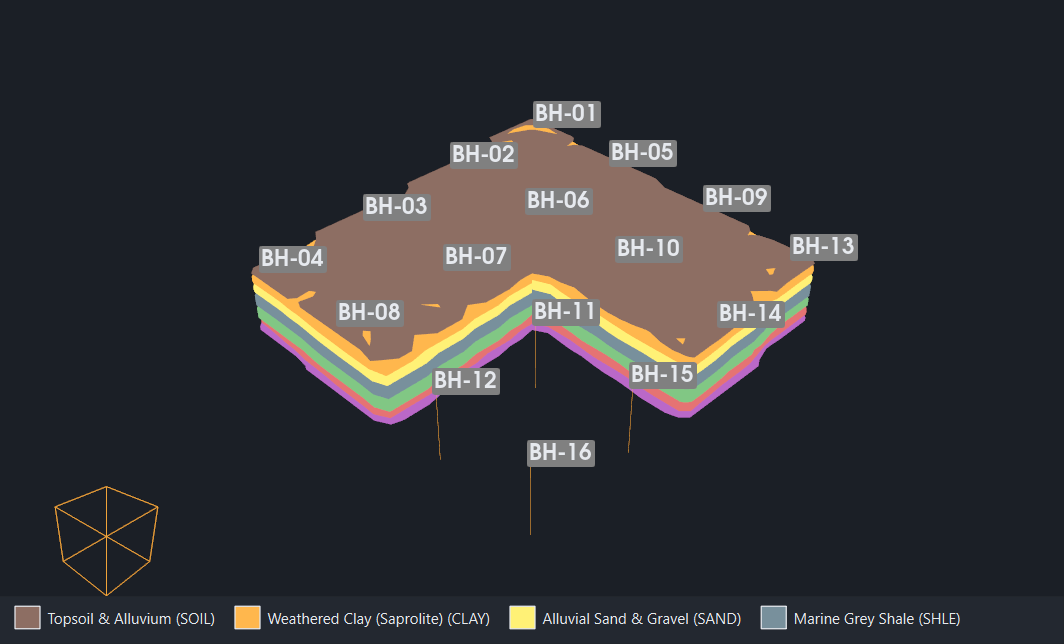 BH-01
BH-02
BH-05
BH-03
BH-06
BH-09
BH-04
BH-07
BH-10
BH-13
BH-08
BH-11
BH-14
BH-12
BH-15
BH-16
Topsoil & Alluvium (SOIL)
Weathered Clay (Saprolite) (CLAY)
Alluvial Sand & Gravel (SAND)
Marine Grey Shale (SHLE)